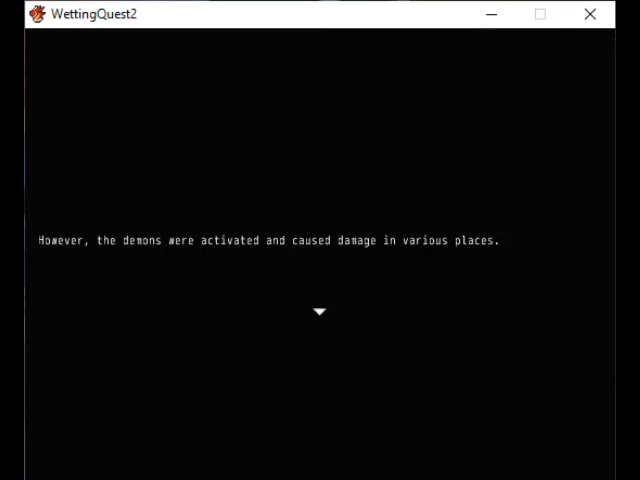 WettingQuest2
However, the demons were activated and caused damage in various places.